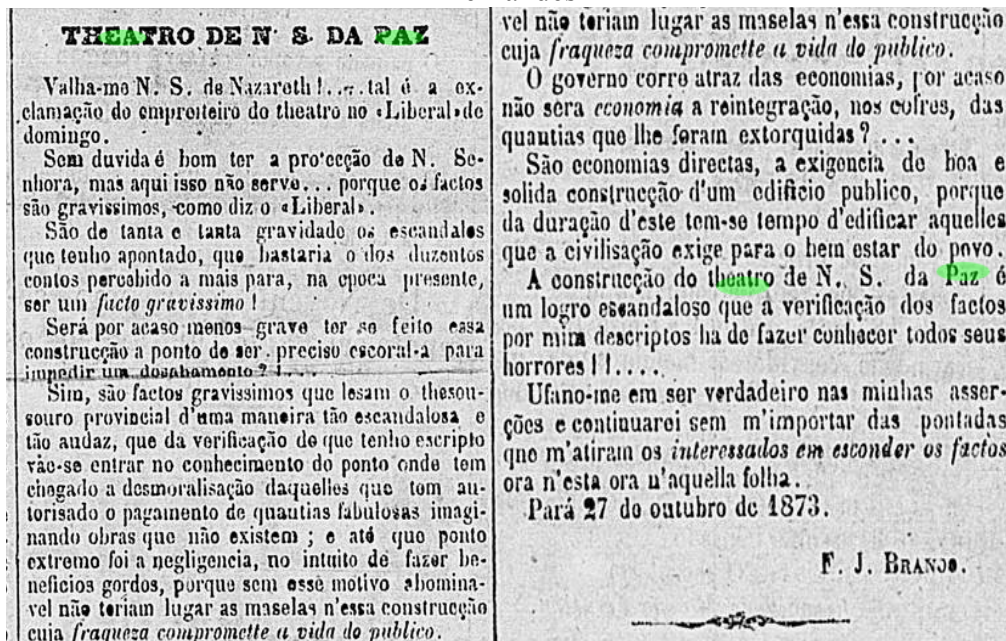 THEATRO DE N S. DA PAZ
Valha-me N. S. de Nazareth !... tal é a ex-
clamação do empreiteiro do theatro no «Liberal» de
domingo.
Sem duvida é bom ter a protecção de N. Se-
nhora, mas aqui isso não serve... porque os factos
são gravissimos, como diz o «Liberal».
São de tanta e tanta gravidade os escandalos
que tenho apontado, que bastaria o dos duzentos
contos percebido a mais para, na epoca presente,
ser um facto gravissimo !
Será por acaso menos grave ter se feito essa
construcção a ponto de ser preciso escoral-a para
impedir um desabamento ? !....
Sim, são factos gravissimos que lesam o thesou-
souro provincial d'uma maneira tão escandalosa e
tão audaz, que da verificação do que tenho escripto
vão-se entrar no conhecimento do ponto onde tem
chegado a desmoralisação daquelles que tem au-
torisado o pagamento de quantias fabulosas imagi-
nando obras que não existem ; e até que ponto
extremo foi a negligencia, no intuito de fazer be-
neficios gordos, porque sem esse motivo abomina-
vel não teriam lugar as maselas n'essa construcção
cuja fraqueza compromette a vida do publico.
vel não teriam lugar as maselas n'essa construcção
cuja fraqueza compromette a vida do publico.
O governo corre atraz das economias, por acaso
não sera economia a reintegração, nos cofres, das
quantias que lhe foram extorquidas ? ...
São economias directas, a exigencia de boa e
solida construcção d'um edificio publico, porque
da duração d'este tem-se tempo d'edificar aquelles
que a civilisação exige para o bem estar do povo.
A construcção do theatro de N. S. da Paz é
um logro escandaloso que a verificação dos factos
por mim descriptos ha de fazer conhecer todos seus
horrores ! !....
Ufano-me em ser verdadeiro nas minhas asser
ções e continuarei sem m'importar das pontadas
que m'atiram os interessados em esconder os factos
ora n'esta ora n'aquella folha.
Pará 27 de outubro de 1873.
F. J. BRANCO.